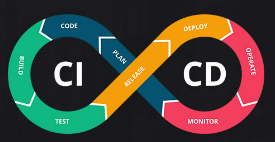 CODE
DEPLOY
PLAN
OPERATE
BUILD
CI
CD
RELEASE
TEST
MONITOR